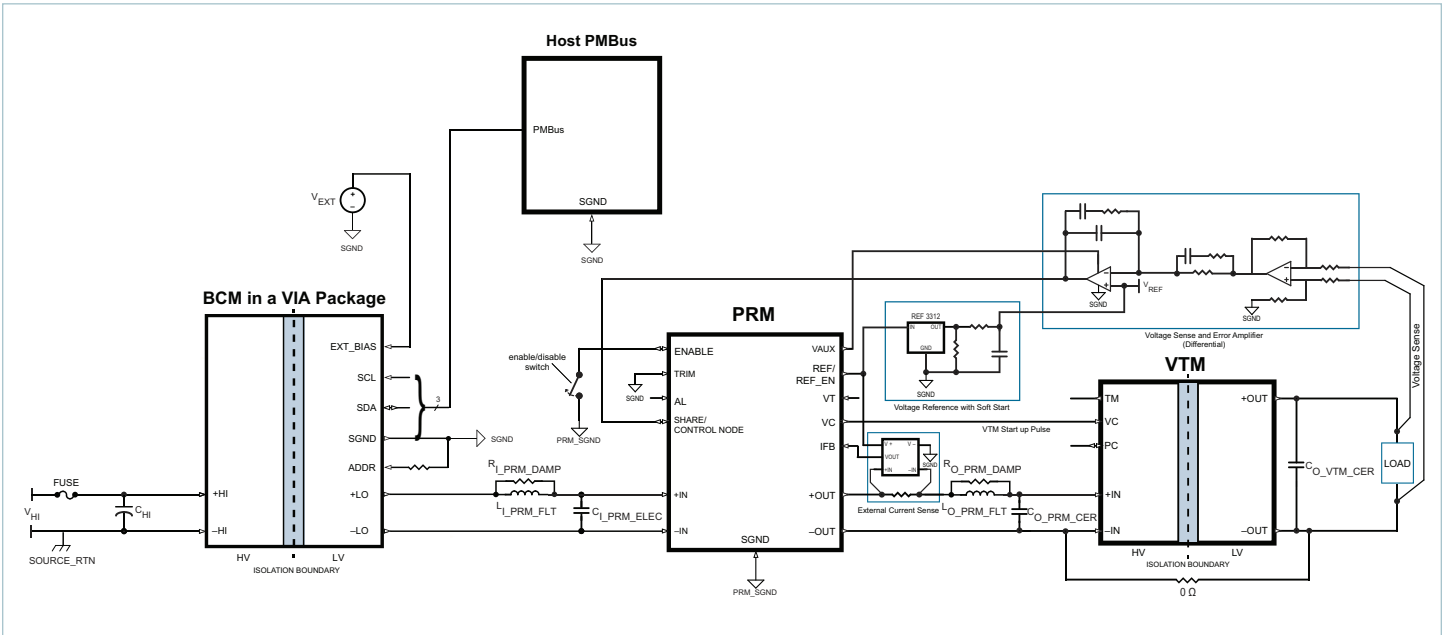 Host PMBus
PMBus
SGND
SGND
V_EXT
+
–
SGND
BCM in a VIA Package
EXT_BIAS
SCL
SDA
SGND
ADDR
+LO
–LO
+HI
–HI
HV
LV
ISOLATION BOUNDARY
3
SGND
FUSE
V_HI
C_HI
SOURCE_RTN
R_I_PRM_DAMP
L_I_PRM_FLT
C_I_PRM_ELEC
enable/disable
switch
PRM_SGND
SGND
PRM
ENABLE
TRIM
AL
SHARE/
CONTROL NODE
+IN
–IN
SGND
PRM_SGND
VAUX
REF/
REF_EN
VT
VC
IFB
+OUT
–OUT
REF 3312
IN
OUT
GND
SGND
Voltage Reference with Soft Start
VTM Start up Pulse
V +
V –
VOUT
SGND
+IN
–IN
External Current Sense
R_O_PRM_DAMP
L_O_PRM_FLT
C_O_PRM_CER
–
+
SGND
V_REF
–
+
SGND
Voltage Sense and Error Amplifier
(Differential)
Voltage Sense
VTM
TM
VC
PC
+IN
–IN
+OUT
–OUT
HV
LV
ISOLATION BOUNDARY
0 Ω
C_O_VTM_CER
LOAD